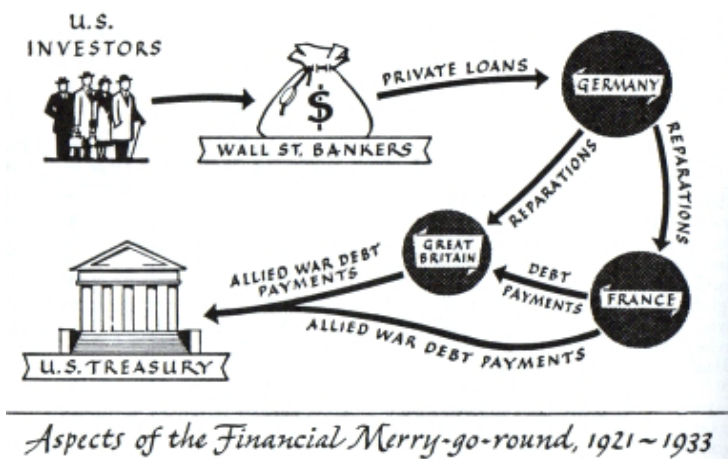 U.S.
INVESTORS
PRIVATE LOANS
GERMANY
WALL ST. BANKERS
REPARATIONS
REPARATIONS
GREAT
BRITAIN
ALLIED WAR DEBT
PAYMENTS
DEBT
PAYMENTS
FRANCE
ALLIED WAR DEBT PAYMENTS
U.S. TREASURY
Aspects of the Financial Merry-go-round, 1921~1933